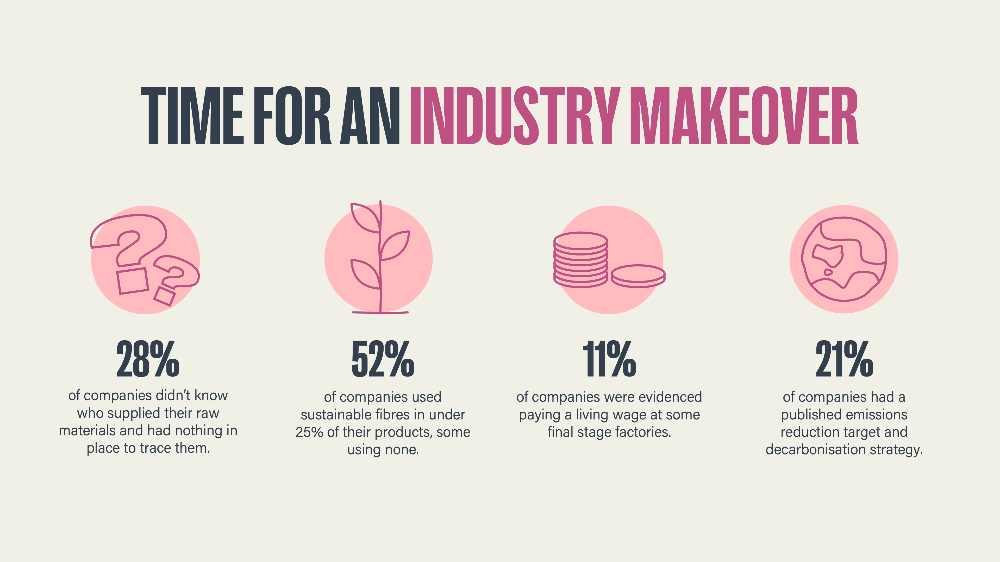 TIME FOR AN INDUSTRY MAKEOVER
28%
of companies didn’t know
who supplied their raw
materials and had nothing in
place to trace them.
52%
of companies used
sustainable fibres in under
25% of their products, some
using none.
11%
of companies were evidenced
paying a living wage at some
final stage factories.
21%
of companies had a
published emissions
reduction target and
decarbonisation strategy.